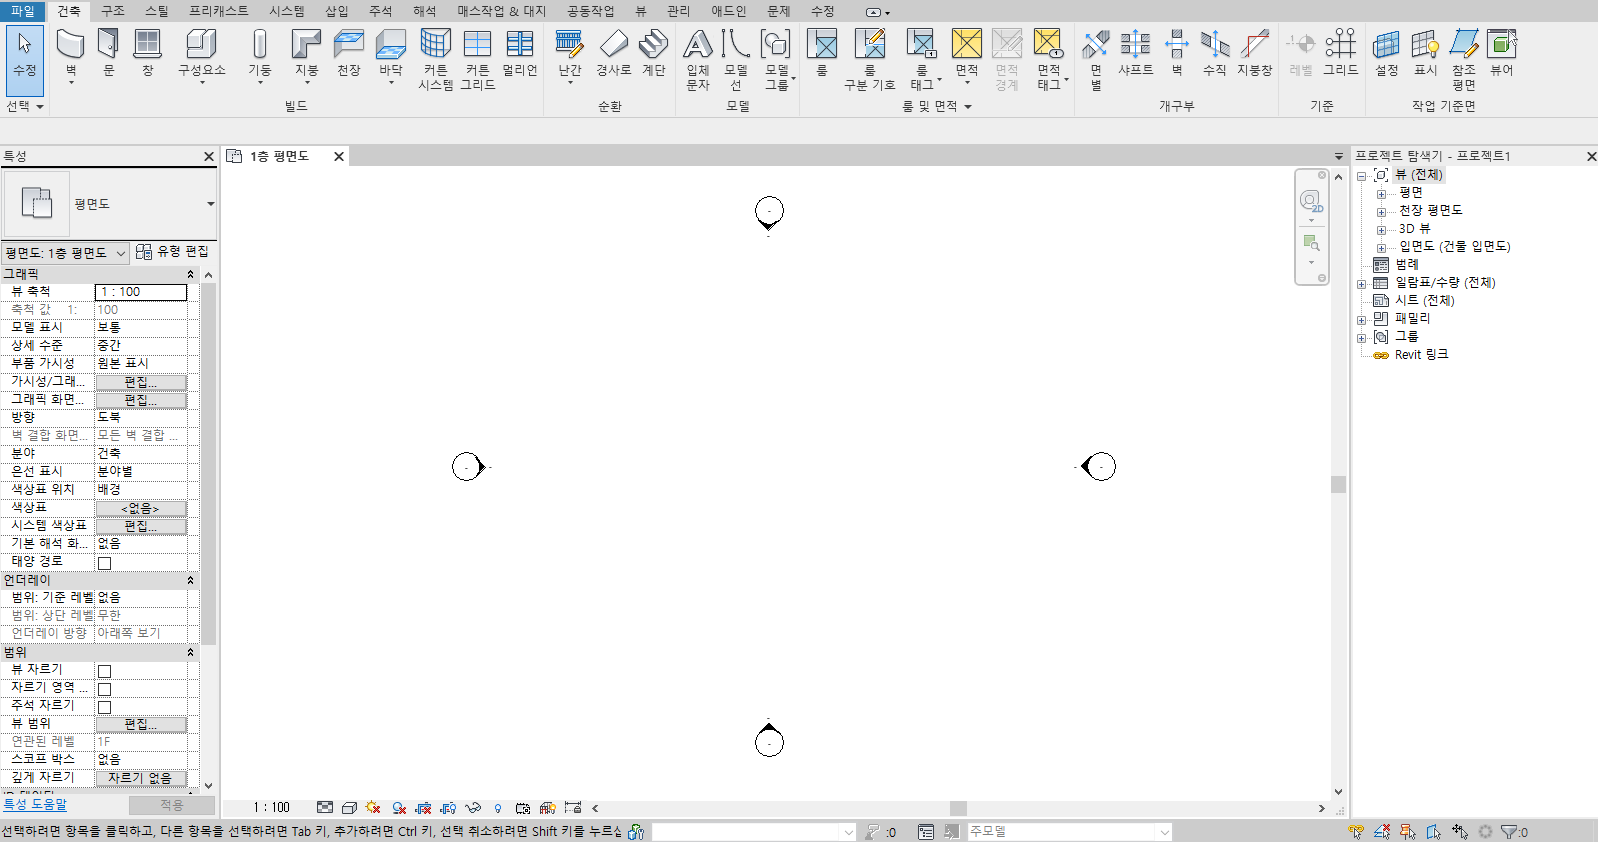 파일 건축 구조 스틸 프리캐스트 시스템 삽입 주석 해석 매스작업 & 대지 공동작업 뷰 관리 애드인 문제 수정
수정 벽 문 창 구성요소 기둥 지붕 천장 바닥 커튼 시스템 커튼 그리드 멀리언 난간 경사로 계단 입체 문자 모델 선 모델 그룹 룸 룸 구분 기호 룸 태그 면적 면적 경계 면적 태그 면 별 샤프트 벽 수직 지붕창 레벨 그리드 설정 표시 참조 평면 뷰어
선택 빌드 순환 모델 룸 및 면적 개구부 기준 작업 기준면
특성
1층 평면도
프로젝트 탐색기 - 프로젝트1
평면도
평면도: 1층 평면도 유형 편집
그래픽
뷰 축척 1 : 100
축척 값 1: 100
모델 표시 보통
상세 수준 중간
부품 가시성 원본 표시
가시성/그래... 편집...
그래픽 화면... 편집...
방향 도북
벽 결합 화면... 모든 벽 결합 ...
분야 건축
은선 표시 분야별
색상표 위치 배경
색상표 <없음>
시스템 색상표 편집...
기본 해석 화... 없음
태양 경로
언더레이
범위: 기준 레벨 없음
범위: 상단 레벨 무한
언더레이 방향 아래쪽 보기
범위
뷰 자르기
자르기 영역 ...
주석 자르기
뷰 범위 편집...
연관된 레벨 1F
스코프 박스 없음
깊게 자르기 자르기 없음
특성 도움말 적용
2D
뷰 (전체)
평면
천장 평면도
3D 뷰
입면도 (건물 입면도)
범례
일람표/수량 (전체)
시트 (전체)
패밀리
그룹
Revit 링크
1 : 100
선택하려면 항목을 클릭하고, 다른 항목을 선택하려면 Tab 키, 추가하려면 Ctrl 키, 선택 취소하려면 Shift 키를 누르십
:0 주모델 :0